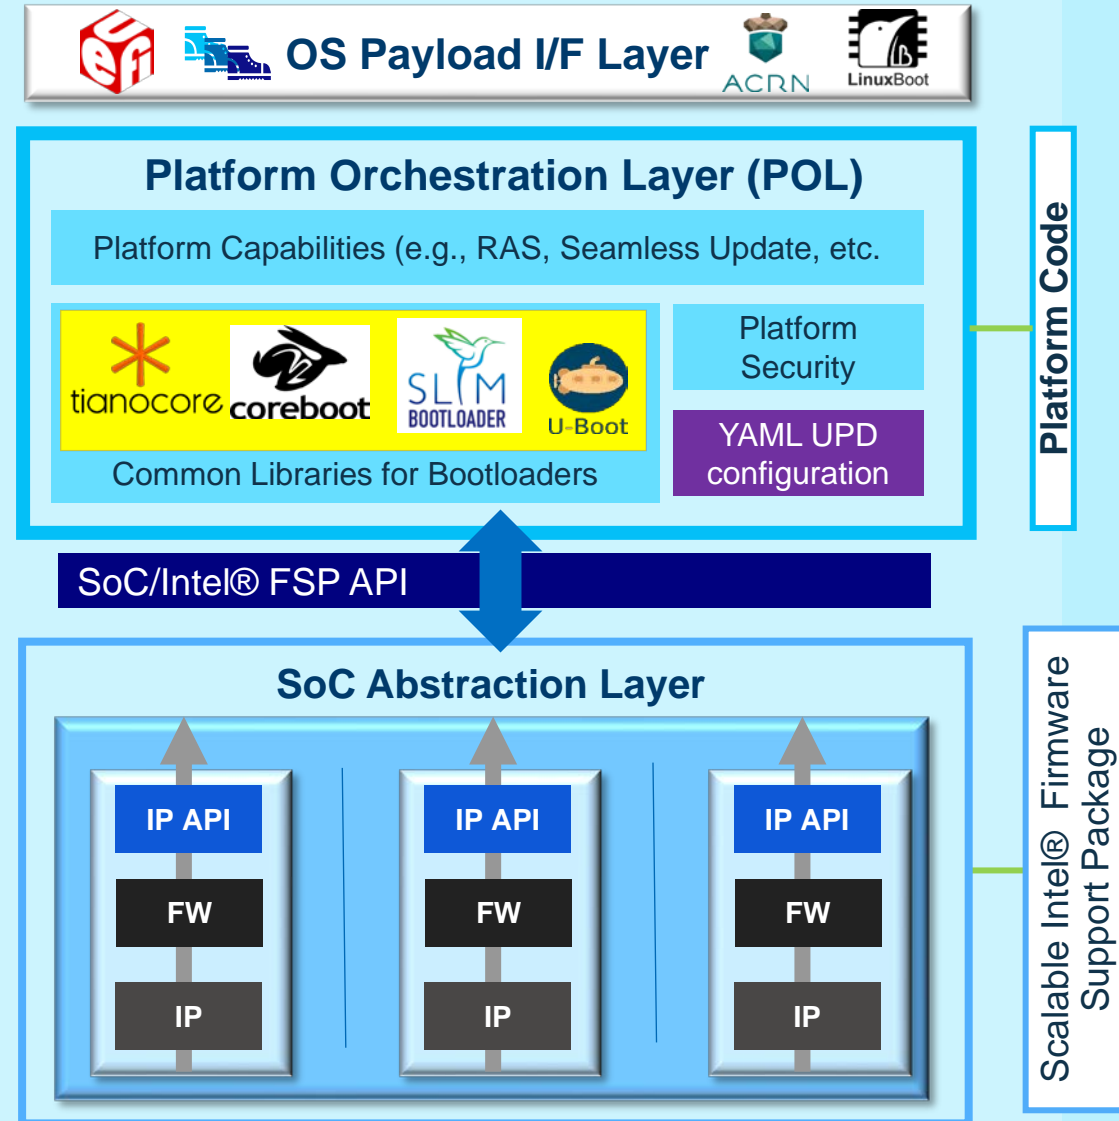 UEFI
OS Payload I/F Layer
ACRN
LinuxBoot
Platform Orchestration Layer (POL)
Platform Capabilities (e.g., RAS, Seamless Update, etc.
tianocore
coreboot
SLIM
BOOTLOADER
U-Boot
Common Libraries for Bootloaders
Platform
Security
YAML UPD
configuration
Platform Code
SoC/Intel® FSP API
SoC Abstraction Layer
IP API
IP API
IP API
FW
FW
FW
IP
IP
IP
Scalable Intel® Firmware
Support Package